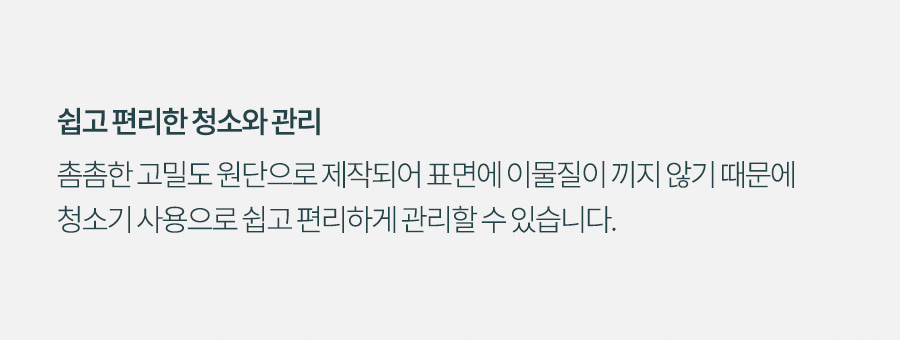 쉽고 편리한 청소와 관리
촘촘한 고밀도 원단으로 제작되어 표면에 이물질이 끼지 않기 때문에
청소기 사용으로 쉽고 편리하게 관리할 수 있습니다.